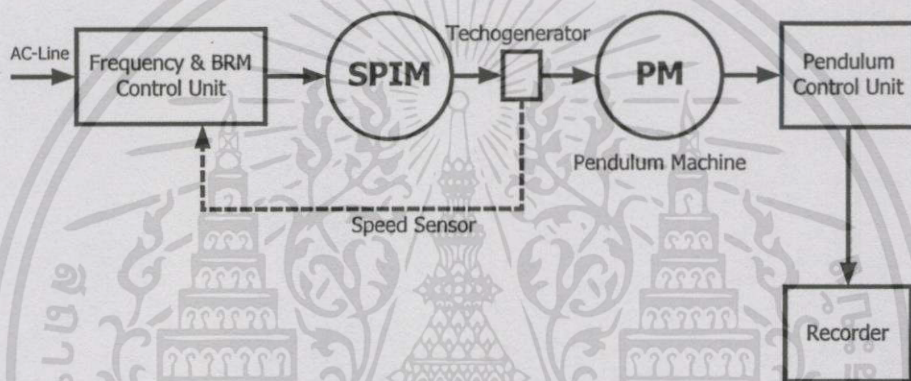 AC-Line
Frequency & BRM
Control Unit
SPIM
Techogenerator
PM
Pendulum Machine
Pendulum
Control Unit
Speed Sensor
Recorder